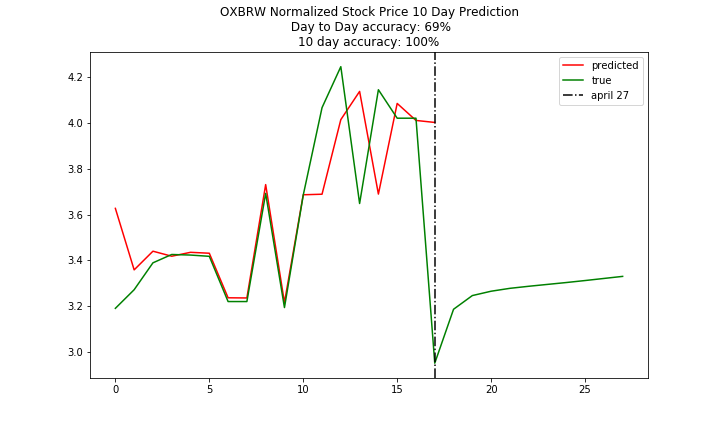 OXBRW Normalized Stock Price 10 Day Prediction
Day to Day accuracy: 69%
10 day accuracy: 100%
predicted
true
april 27
4.2
4.0
3.8
3.6
3.4
3.2
3.0
0 5 10 15 20 25